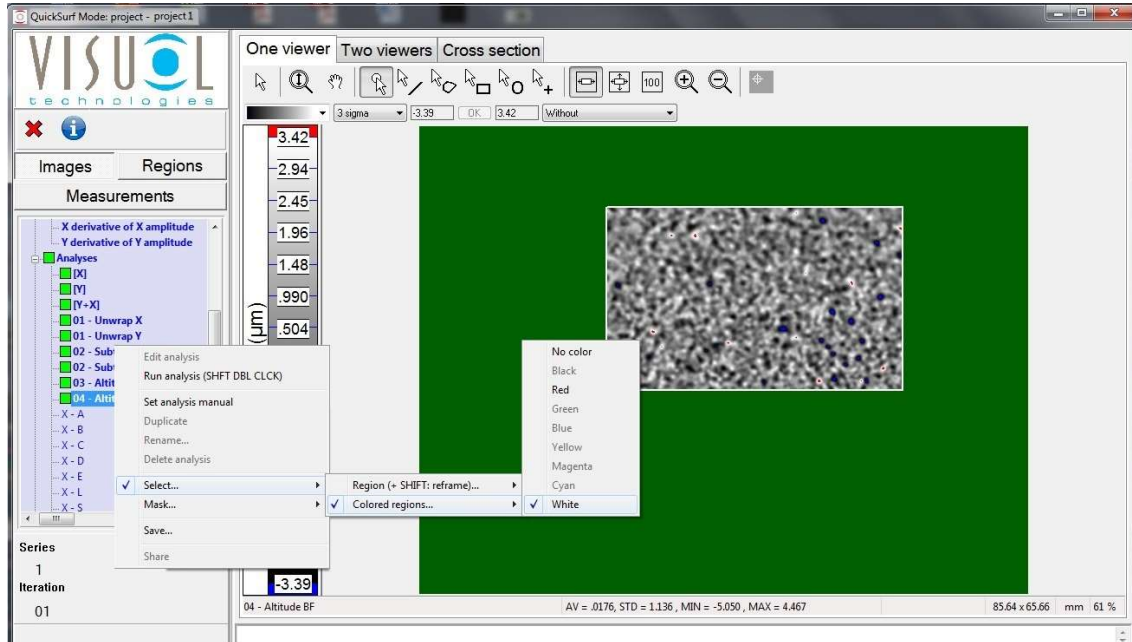 QuickSurf Mode: project - project1
VISUOL
technologies
Images Regions
Measurements
X derivative of X amplitude
Y derivative of Y amplitude
Analyses
[X]
[Y]
[Y+X]
01 - Unwrap X
01 - Unwrap Y
02 - Sub
02 - Sub
03 - Altit
04 - Altit
X - A
X - B
X - C
X - D
X - E
X - L
X - S
Series
1
Iteration
01
Edit analysis
Run analysis (SHFT DBL CLCK)
Set analysis manual
Duplicate
Rename...
Delete analysis
Select...
Mask...
Save...
Share
Region (+ SHIFT: reframe)...
Colored regions...
No color
Black
Red
Green
Blue
Yellow
Magenta
Cyan
White
One viewer Two viewers Cross section
100
3 sigma -3.39 OK 3.42 Without
3.42
2.94
2.45
1.96
1.48
.990
.504
(µm)
-3.39
04 - Altitude BF AV = .0176, STD = 1.136 , MIN = -5.050 , MAX = 4.467 85.64 x 65.66 mm 61 %